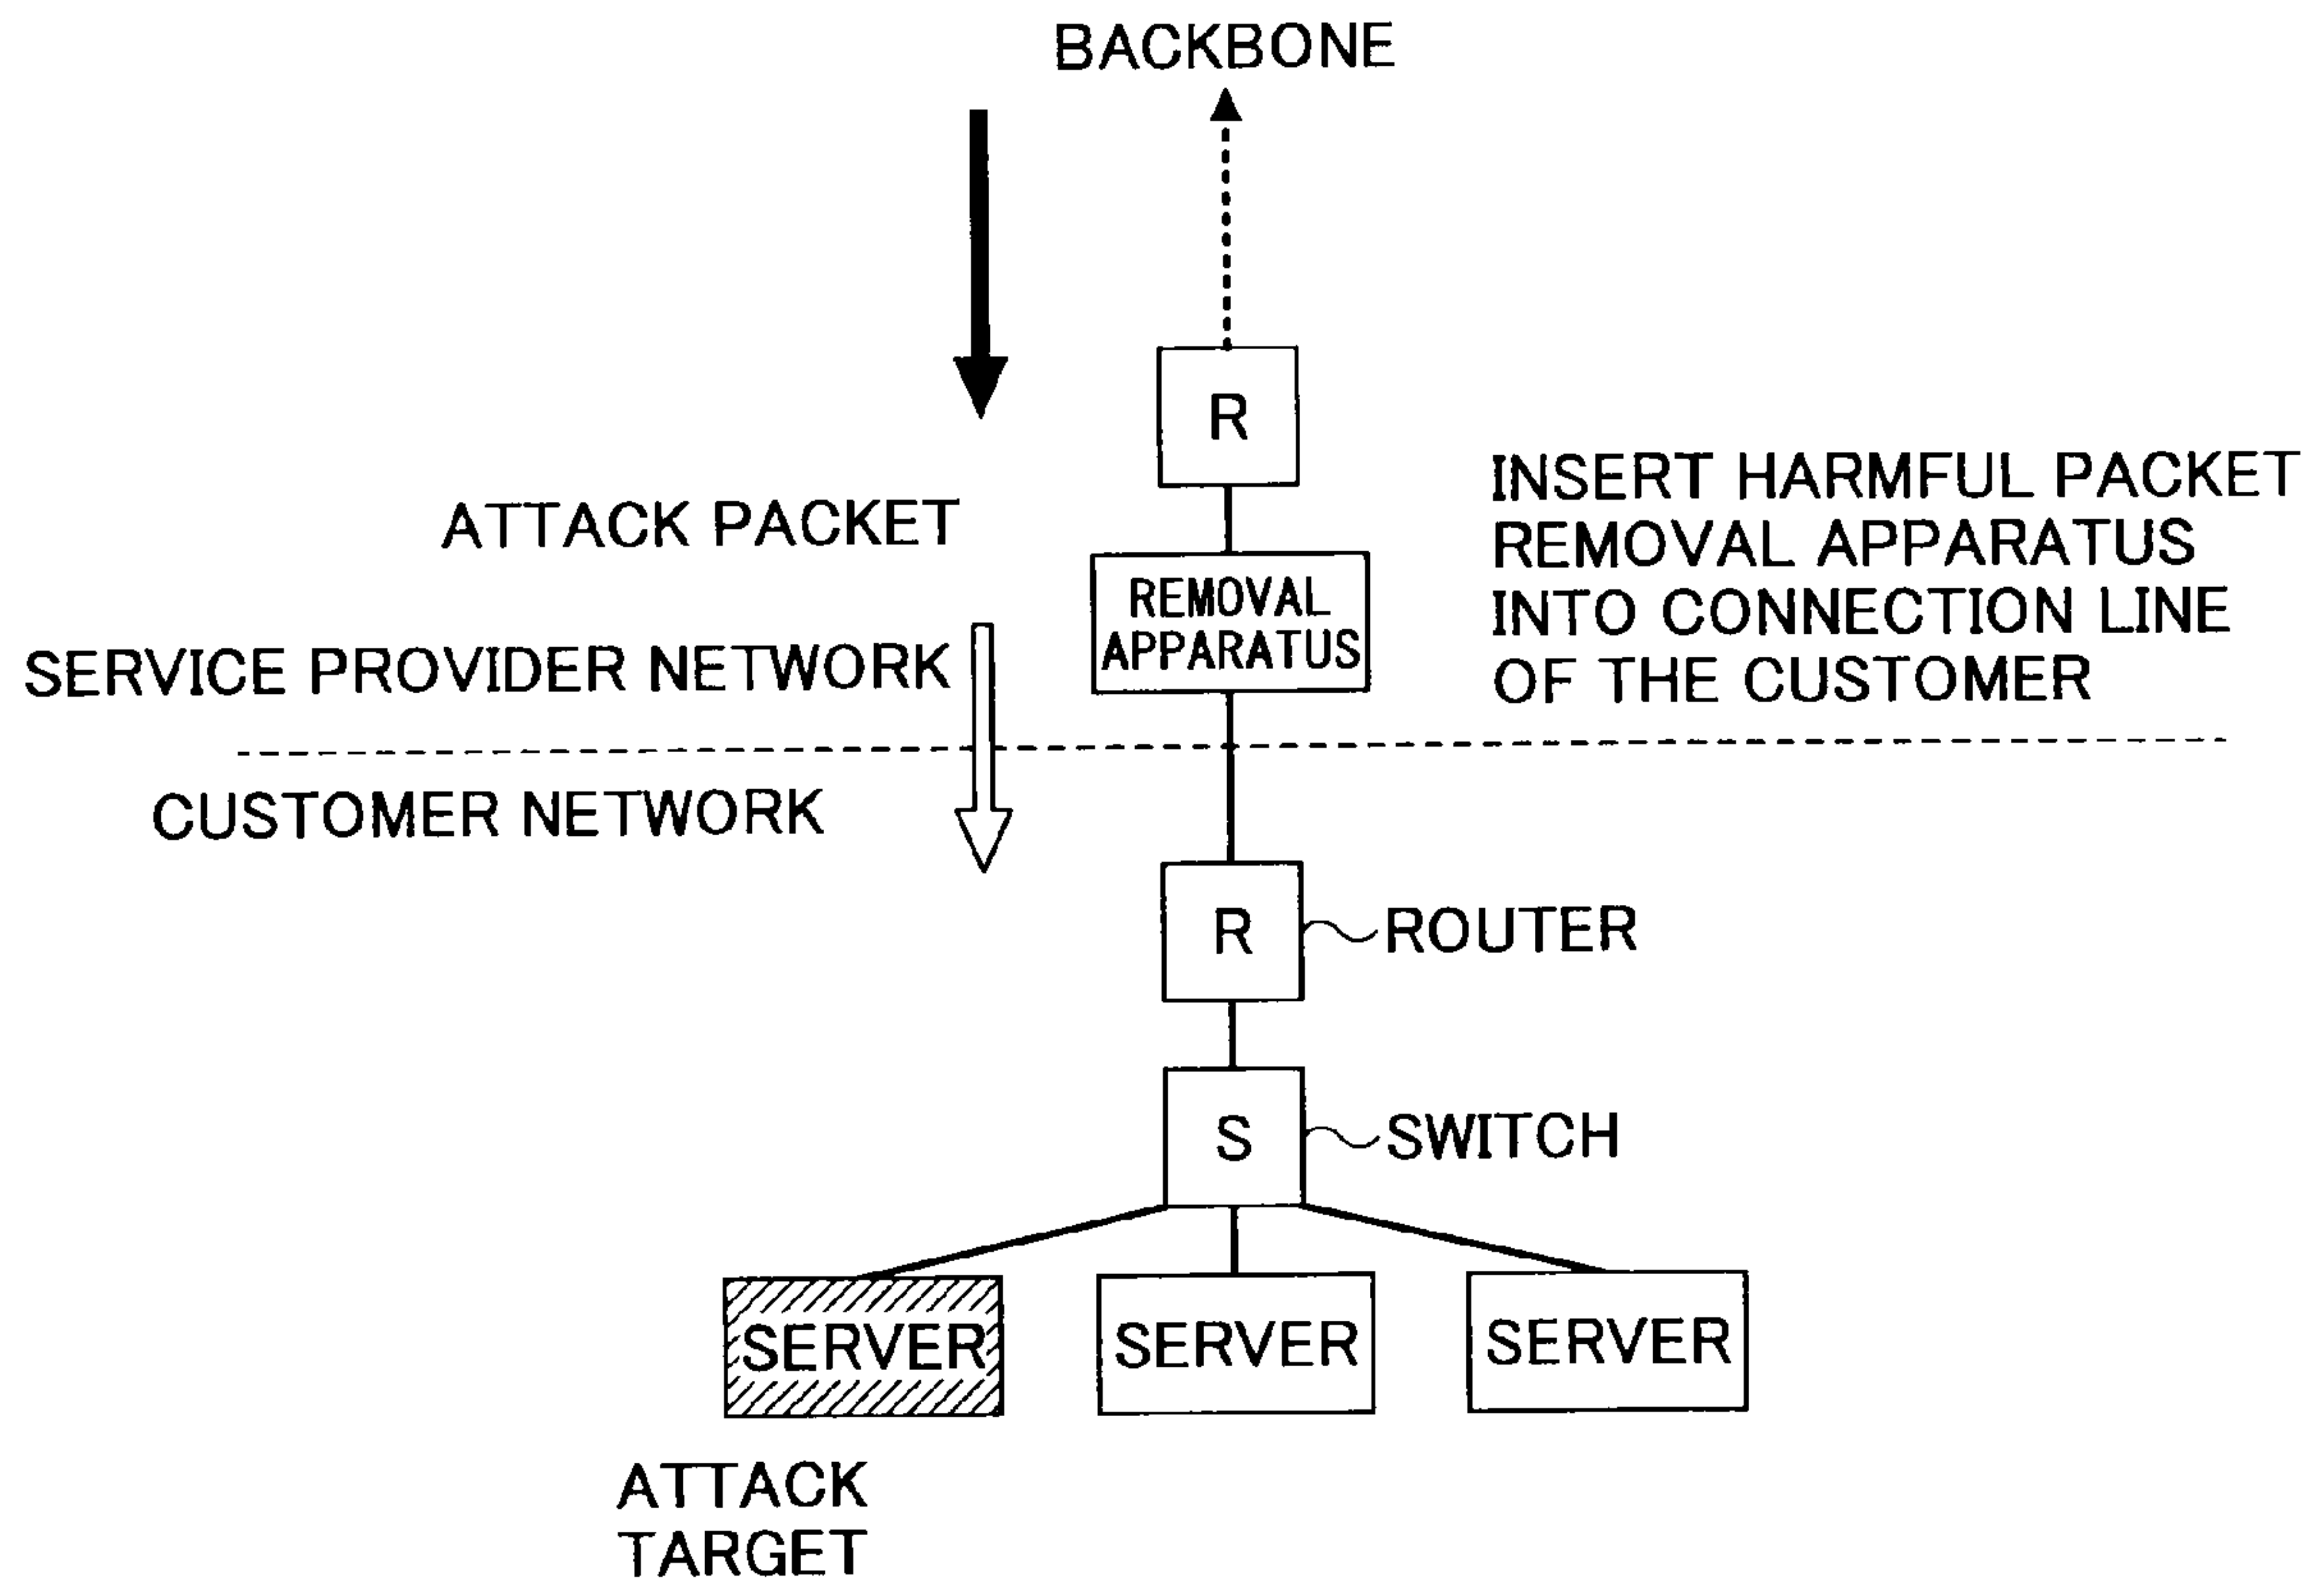 BACKBONE
R
ATTACK PACKET
INSERT HARMFUL PACKET
REMOVAL APPARATUS
INTO CONNECTION LINE
OF THE CUSTOMER
REMOVAL
APPARATUS
SERVICE PROVIDER NETWORK
CUSTOMER NETWORK
R
ROUTER
S
SWITCH
SERVER
SERVER
SERVER
ATTACK
TARGET